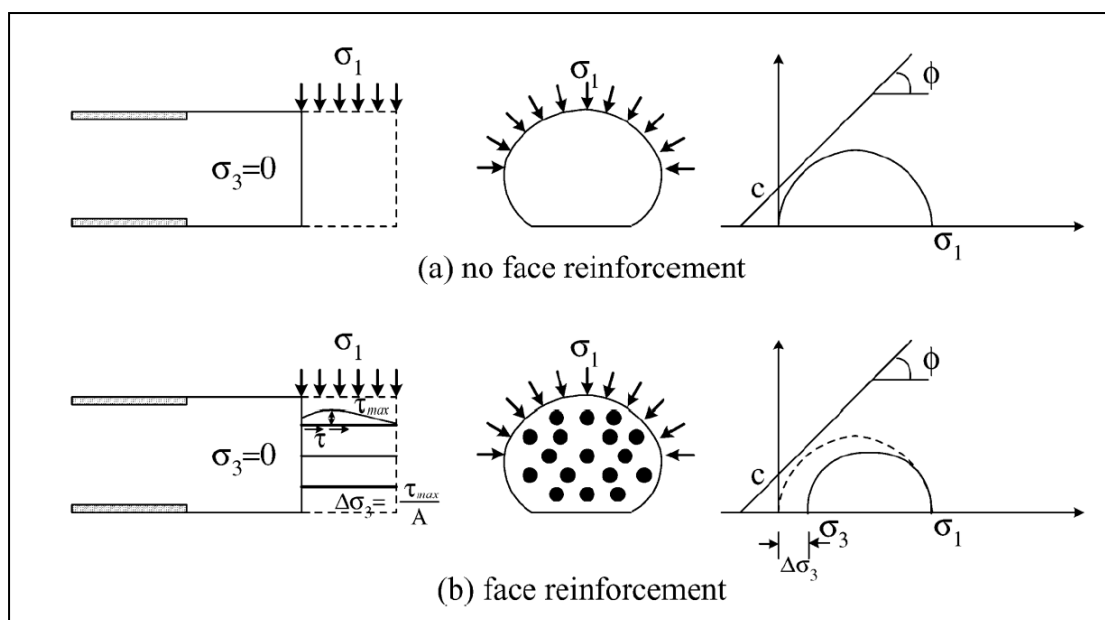 σ1
σ3=0
σ1
c
ϕ
σ1
(a) no face reinforcement
σ1
τmax
τ
σ3=0
Δσ3= τmax/A
σ1
c
ϕ
σ3
σ1
Δσ3
(b) face reinforcement